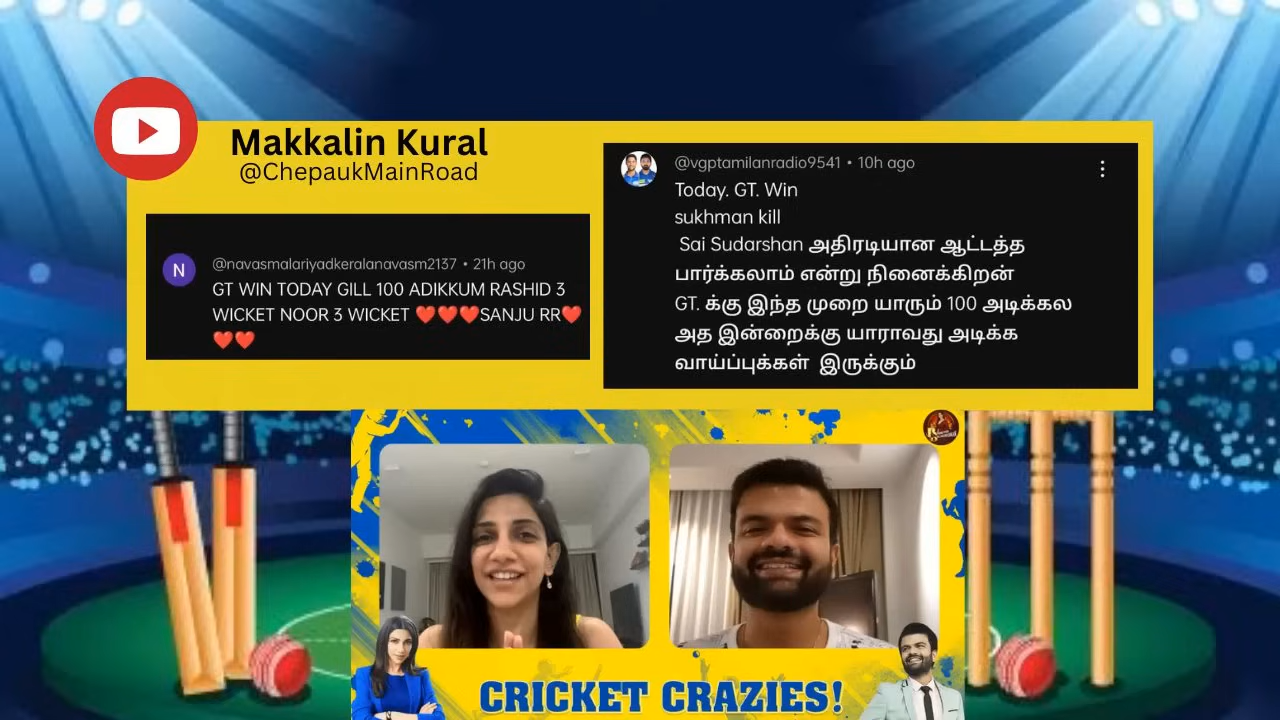 Makkalin Kural
@ChepaukMainRoad
N
@navasmalariyadkeralanavasm2137 • 21h ago
GT WIN TODAY GILL 100 ADIKKUM RASHID 3
WICKET NOOR 3 WICKET ❤️❤️❤️SANJU RR❤️
❤️❤️
@vgptamilanradio9541 • 10h ago
Today. GT. Win
sukhman kill
Sai Sudarshan அதிரடியான ஆட்டத்த
பார்க்கலாம் என்று நினைக்கிறன்
GT. க்கு இந்த முறை யாரும் 100 அடிக்கல
அத இன்றைக்கு யாராவது அடிக்க
வாய்ப்புக்கள் இருக்கும்
CRICKET CRAZIES!